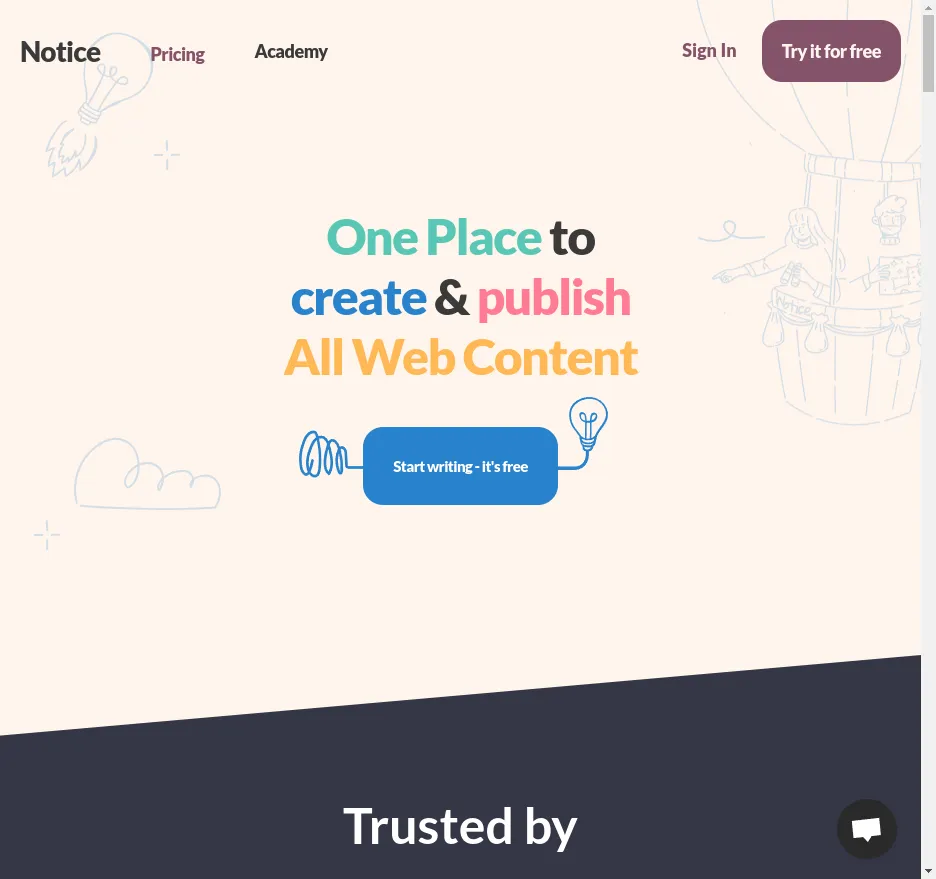 Notice
Pricing
Academy
Sign In
Try it for free
One Place to
create & publish
All Web Content
Notice
Start writing - it's free
Trusted by